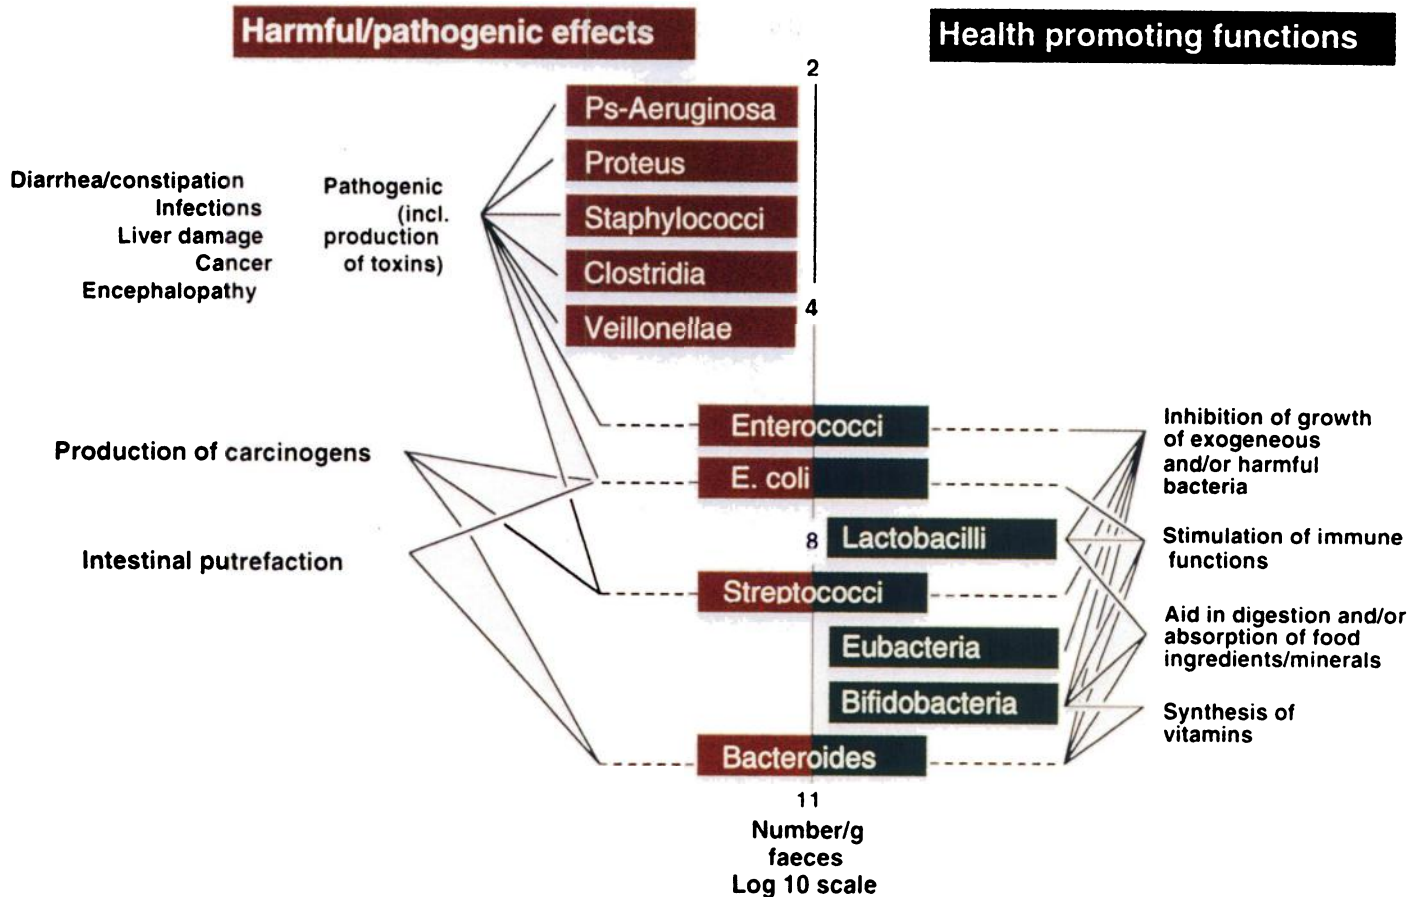 Harmful/pathogenic effects
Health promoting functions
2
Ps-Aeruginosa
Proteus
Staphylococci
Clostridia
4
Veillonellae
Diarrhea/constipation
Infections
Liver damage
Cancer
Encephalopathy
Pathogenic
(incl.
production
of toxins)
Production of carcinogens
Intestinal putrefaction
Enterococci
E. coli
8
Lactobacilli
Streptococci
Eubacteria
Bifidobacteria
Bacteroides
11
Number/g
faeces
Log 10 scale
Inhibition of growth
of exogeneous
and/or harmful
bacteria
Stimulation of immune
functions
Aid in digestion and/or
absorption of food
ingredients/minerals
Synthesis of
vitamins